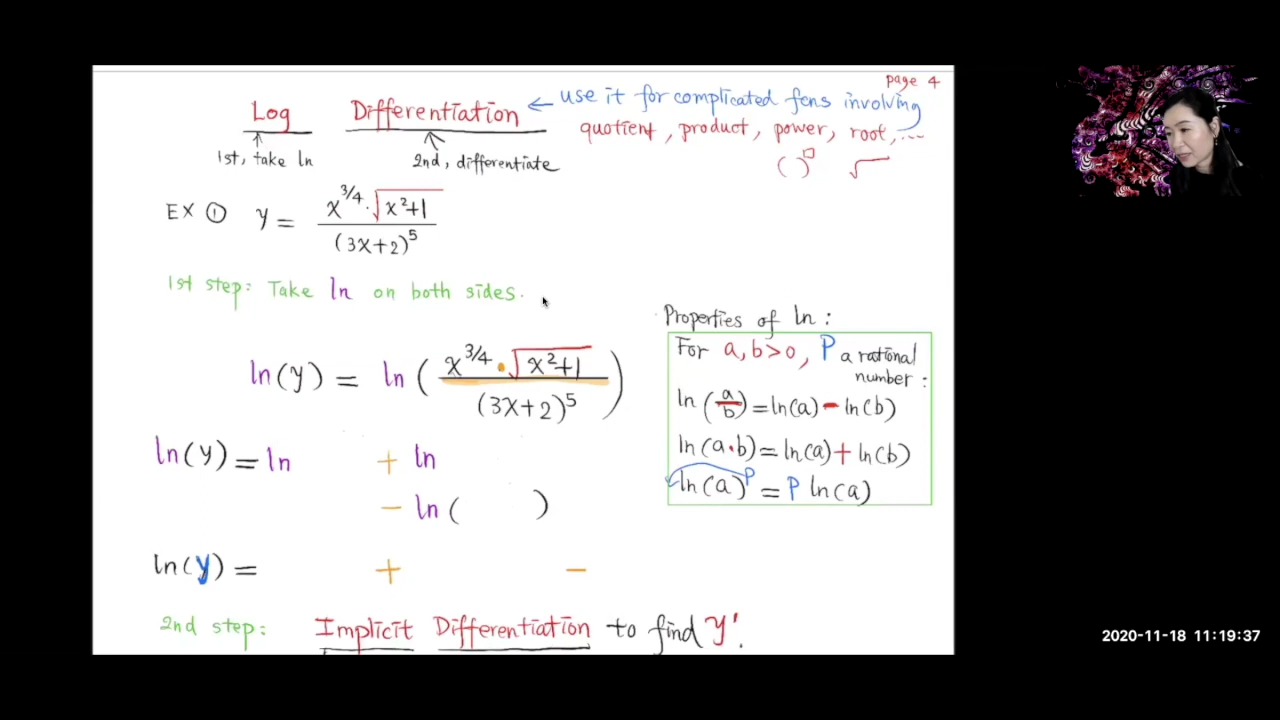 page 4
Log Differentiation ← use it for complicated fcns involving
quotient, product, power, root, ...
1st, take ln 2nd, differentiate ( )^□ √
EX ① y = x^3/4 · √x²+1 / (3x+2)^5
1st step: Take ln on both sides.
Properties of ln:
For a, b > 0, P a rational
number:
ln(a/b) = ln(a) - ln(b)
ln(a·b) = ln(a) + ln(b)
ln(a)^P = P ln(a)
ln(y) = ln( x^3/4 · √x²+1 / (3x+2)^5 )
ln(y) = ln + ln
- ln( )
ln(y) = + -
2nd step: Implicit Differentiation to find y'.
2020-11-18 11:19:37